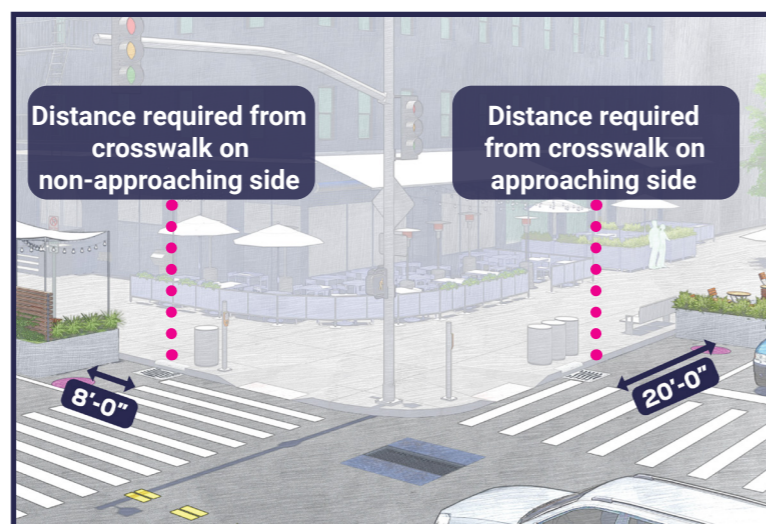 Distance required from
crosswalk on
non-approaching side
Distance required
from crosswalk on
approaching side
8'-0"
20'-0"